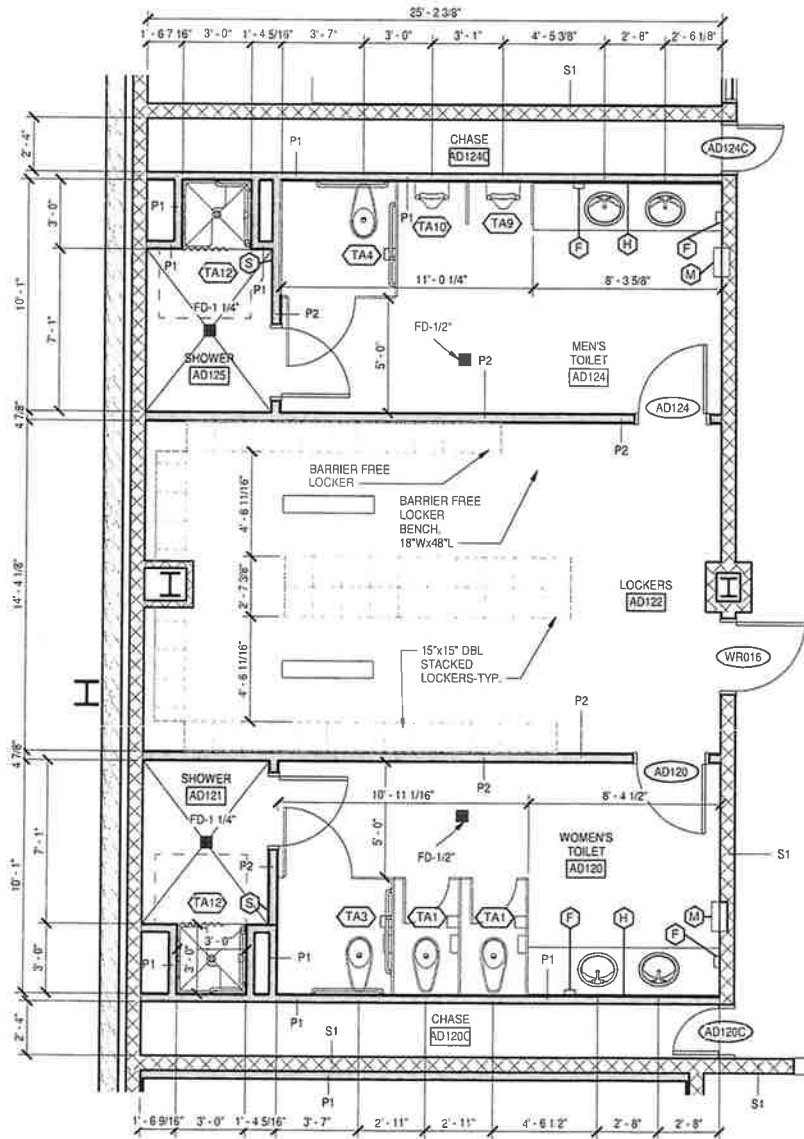 25' - 2 3/8"
1' - 6 7 16" 3' - 0" 1' - 4 5/16" 3' - 7" 3' - 0" 3' - 1" 4' - 5 3/8" 2' - 8" 2' - 6 1/8"
S1
2' - 4"
P1
CHASE
AD124C
AD124C
3' - 0"
P1
P1
TA10
TA9
TA4
F
H
F
M
P1
TA12
S
P1
11' - 0 1/4"
8' - 3 5/8"
10' - 1"
7' - 1"
FD-1 1/4"
P2
FD-1/2"
5' - 0"
P2
MEN'S
TOILET
AD124
SHOWER
AD125
AD124
4 7/8"
P2
BARRIER FREE
LOCKER
BARRIER FREE
LOCKER
BENCH,
18"Wx48"L
4' - 6 11/16"
14' - 4 1/8"
2' - 7 3/8"
LOCKERS
AD122
15"x15" DBL
STACKED
LOCKERS-TYP.
4' - 6 11/16"
WR016
P2
4 7/8"
SHOWER
AD121
P2
AD120
FD-1 1/4"
10' - 11 1/16"
8' - 4 1/2"
5' - 0"
FD-1/2"
WOMEN'S
TOILET
AD120
S1
10' - 1"
7' - 1"
P2
TA12
S
TA3
TA1
TA1
F
H
M
F
3' - 0"
P1
3' - 0"
3' - 0"
P1
P1
2' - 4"
P1
S1
CHASE
AD120C
AD120C
P1
S1
1' - 6 9/16" 3' - 0" 1' - 4 5/16" 3' - 7" 2' - 11" 2' - 11" 4' - 6 1 2" 2' - 8" 2' - 8"